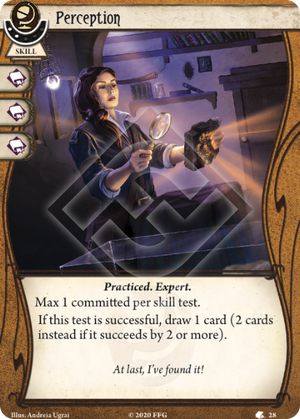 Perception
SKILL
Practiced. Expert.
Max 1 committed per skill test.
If this test is successful, draw 1 card (2 cards
instead if it succeeds by 2 or more).
At last, I've found it!
Illus. Andreia Ugrai
© 2020 FFG
28